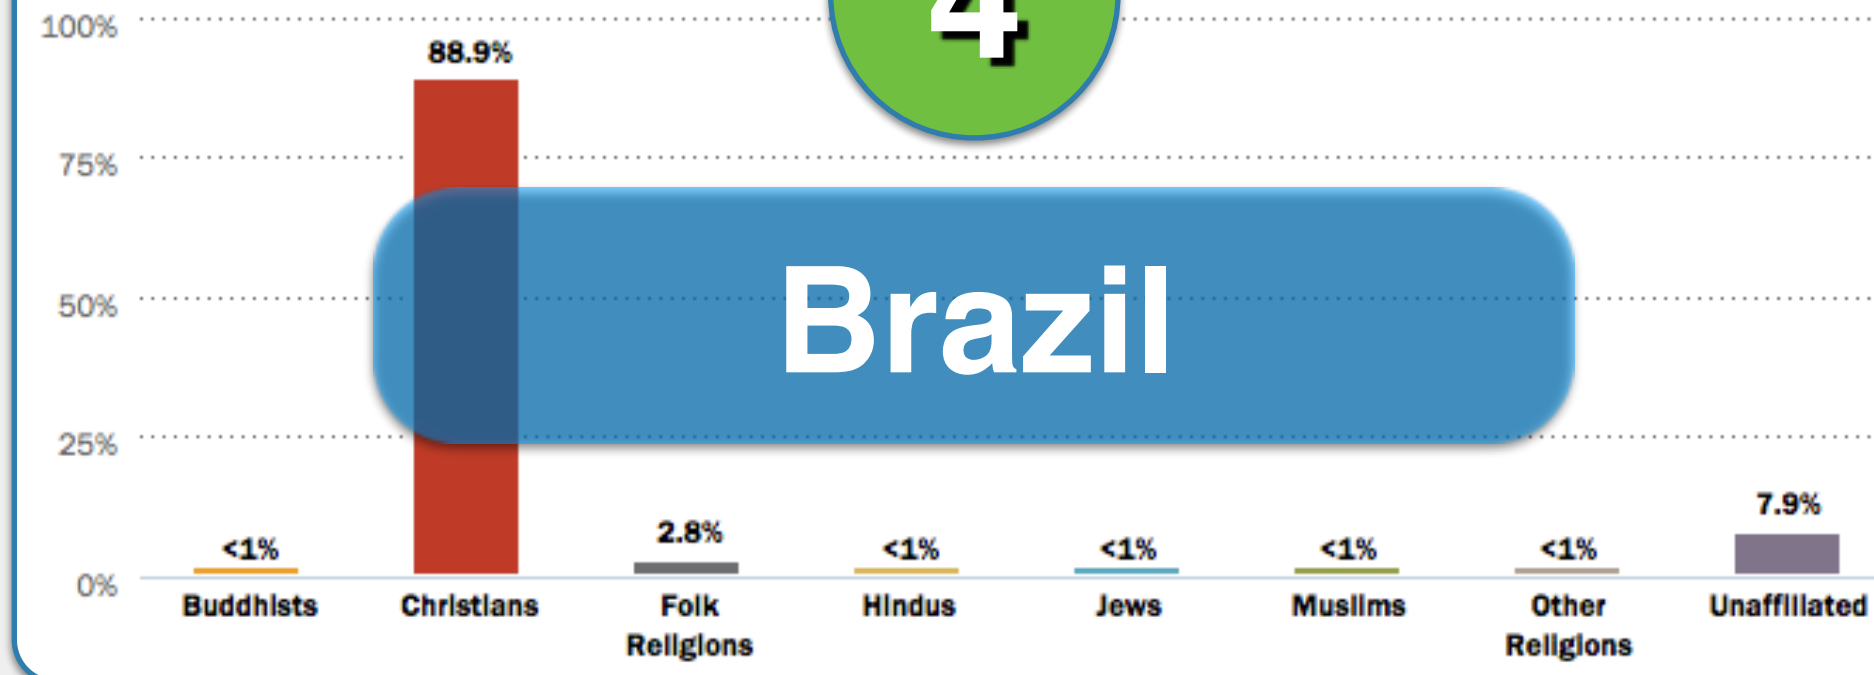 4
100%
88.9%
75%
Brazil
50%
25%
7.9%
2.8%
<1%
<1%
<1%
<1%
<1%
0%
Buddhists
Christians
Folk
Religions
Hindus
Jews
Muslims
Other
Religions
Unaffiliated